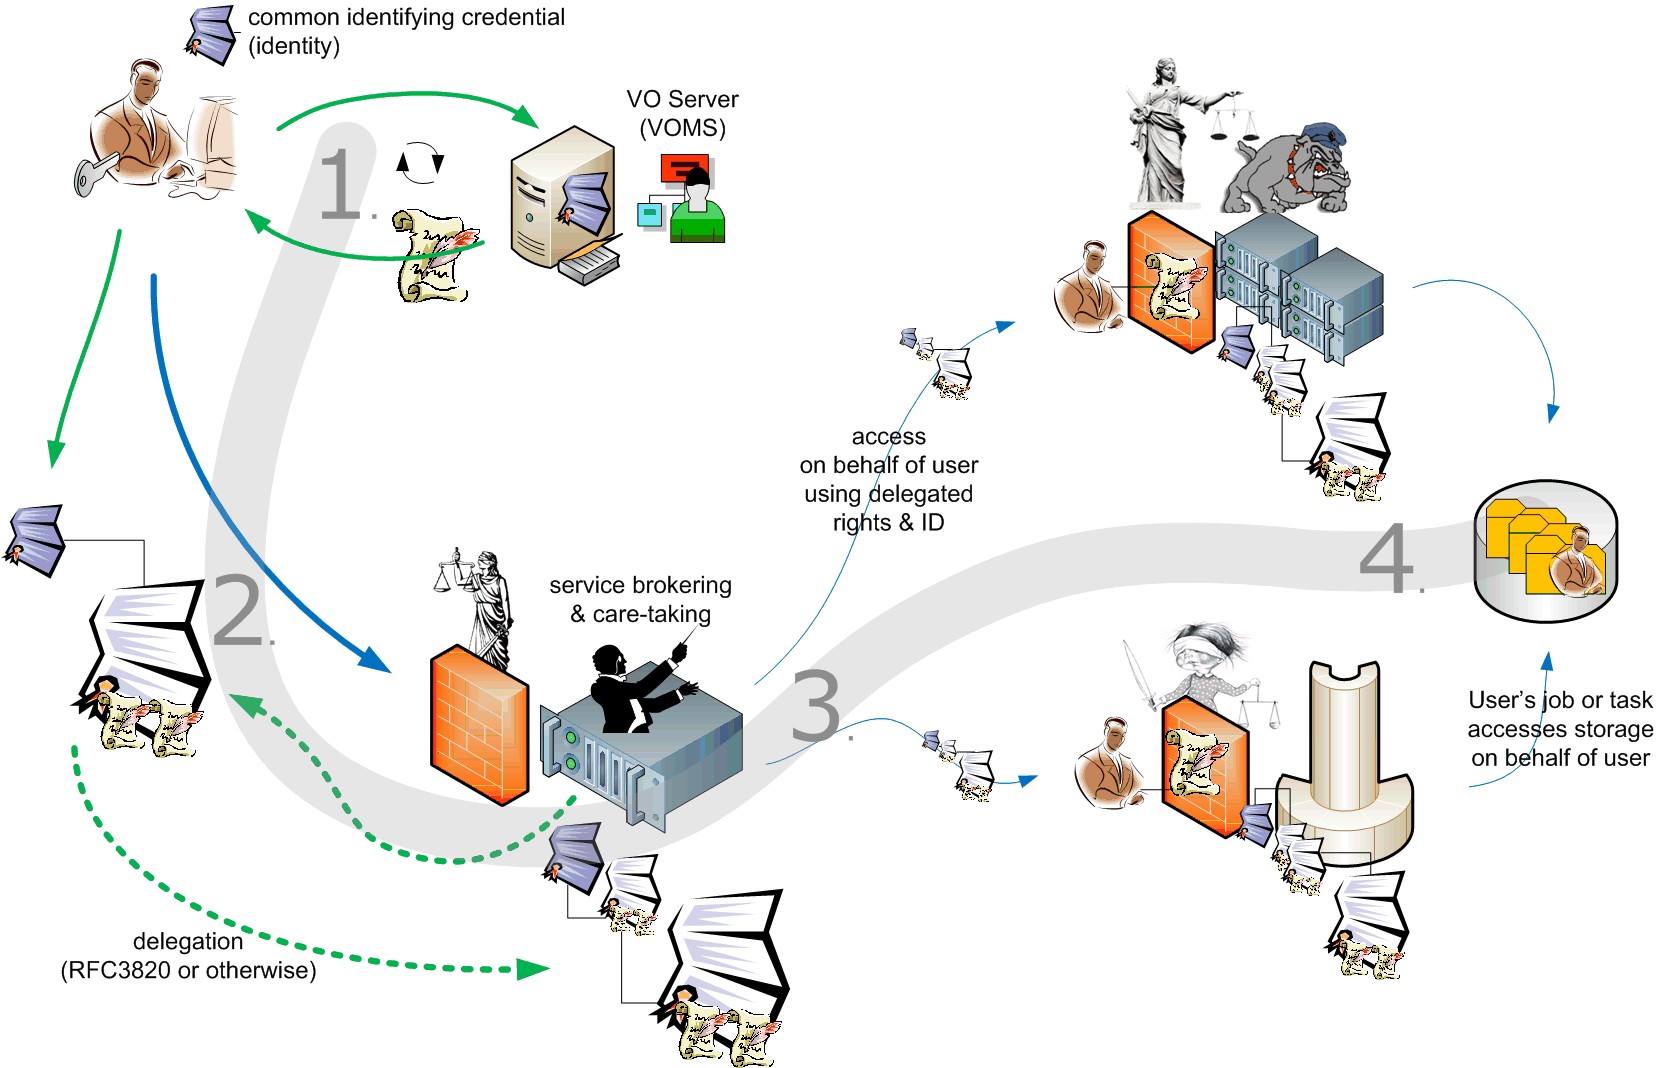 common identifying credential
(identity)
VO Server
(VOMS)
1.
access
on behalf of user
using delegated
rights & ID
2.
service brokering
& care-taking
3.
4.
User's job or task
accesses storage
on behalf of user
delegation
(RFC3820 or otherwise)